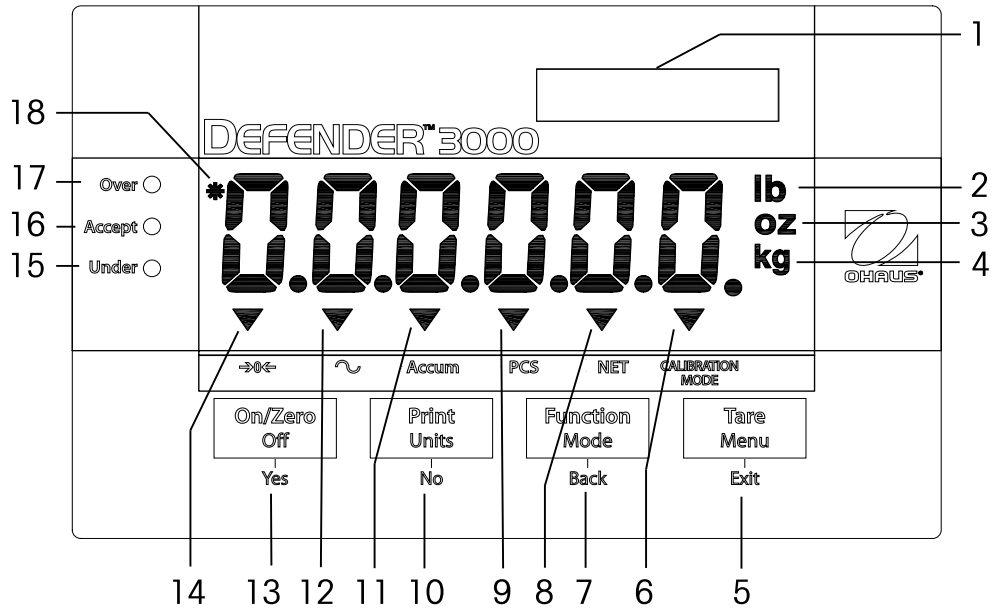 1
18
DEFENDER™ 3000
17 Over * 0.0.0.0.0.0. lb 2
16 Accept oz 3
15 Under kg 4
OHAUS
→0← Accum PCS NET CALIBRATION MODE
On/Zero Off
Print Units
Function Mode
Tare Menu
Yes No Back Exit
14 13 12 11 10 9 8 7 6 5